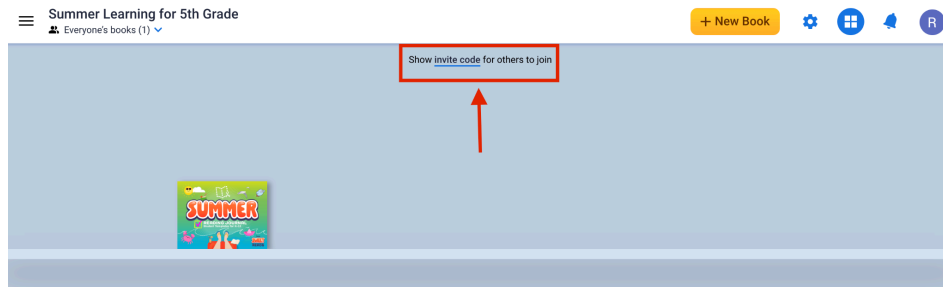 Summer Learning for 5th Grade
Everyone's books (1)
+ New Book
R
Show invite code for others to join
SUMMER